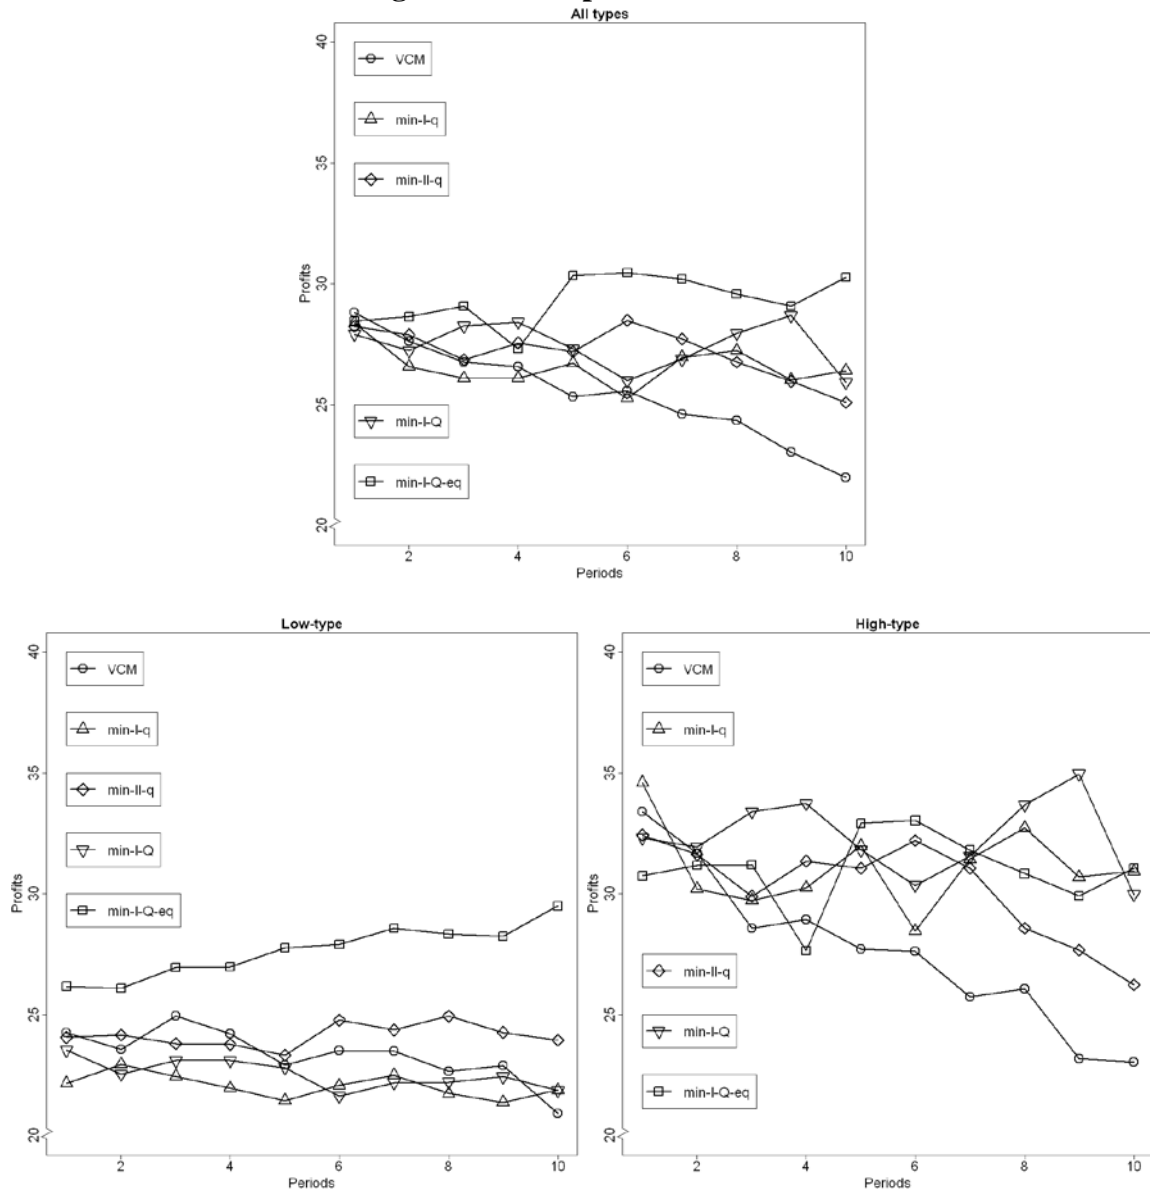 All types
40
35
30
25
20
Profits
VCM
min-I-q
min-II-q
min-I-Q
min-I-Q-eq
2 4 6 8 10
Periods
Low-type
40
35
30
25
20
Profits
VCM
min-I-q
min-II-q
min-I-Q
min-I-Q-eq
2 4 6 8 10
Periods
High-type
40
35
30
25
20
Profits
VCM
min-I-q
min-II-q
min-I-Q
min-I-Q-eq
2 4 6 8 10
Periods